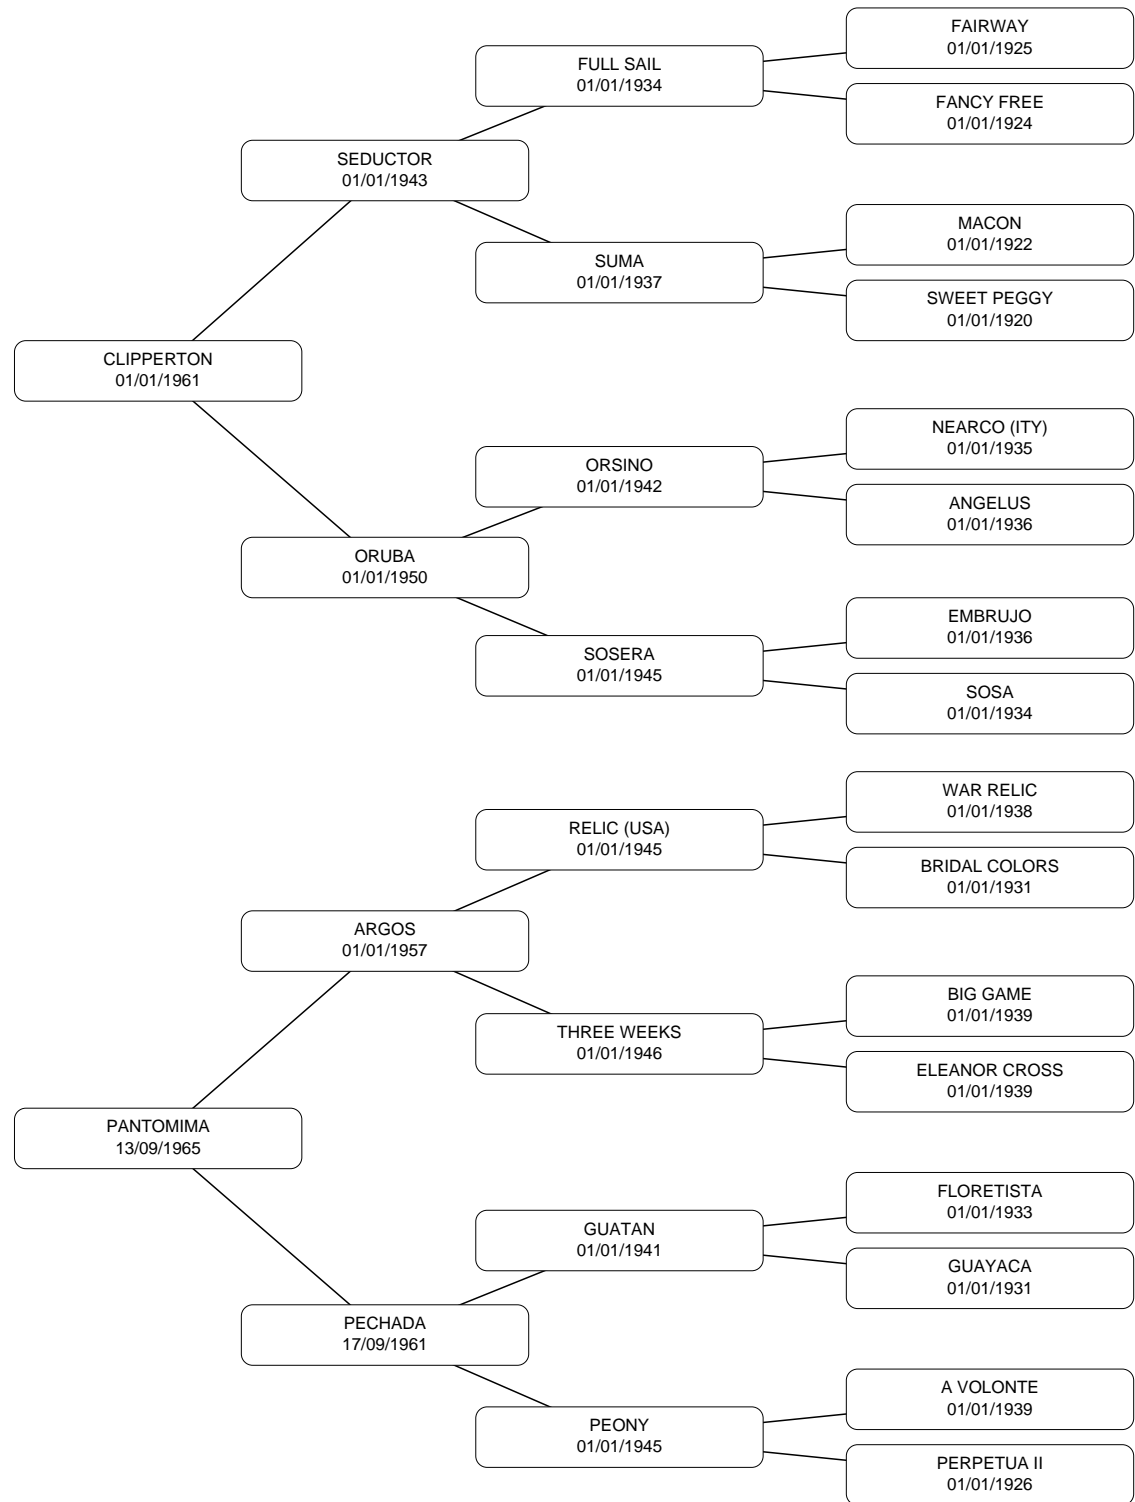 FAIRWAY
01/01/1925
FULL SAIL
01/01/1934
FANCY FREE
01/01/1924
SEDUCTOR
01/01/1943
MACON
01/01/1922
SUMA
01/01/1937
SWEET PEGGY
01/01/1920
CLIPPERTON
01/01/1961
NEARCO (ITY)
01/01/1935
ORSINO
01/01/1942
ANGELUS
01/01/1936
ORUBA
01/01/1950
EMBRUJO
01/01/1936
SOSERA
01/01/1945
SOSA
01/01/1934
WAR RELIC
01/01/1938
RELIC (USA)
01/01/1945
BRIDAL COLORS
01/01/1931
ARGOS
01/01/1957
BIG GAME
01/01/1939
THREE WEEKS
01/01/1946
ELEANOR CROSS
01/01/1939
PANTOMIMA
13/09/1965
FLORETISTA
01/01/1933
GUATAN
01/01/1941
GUAYACA
01/01/1931
PECHADA
17/09/1961
A VOLONTE
01/01/1939
PEONY
01/01/1945
PERPETUA II
01/01/1926